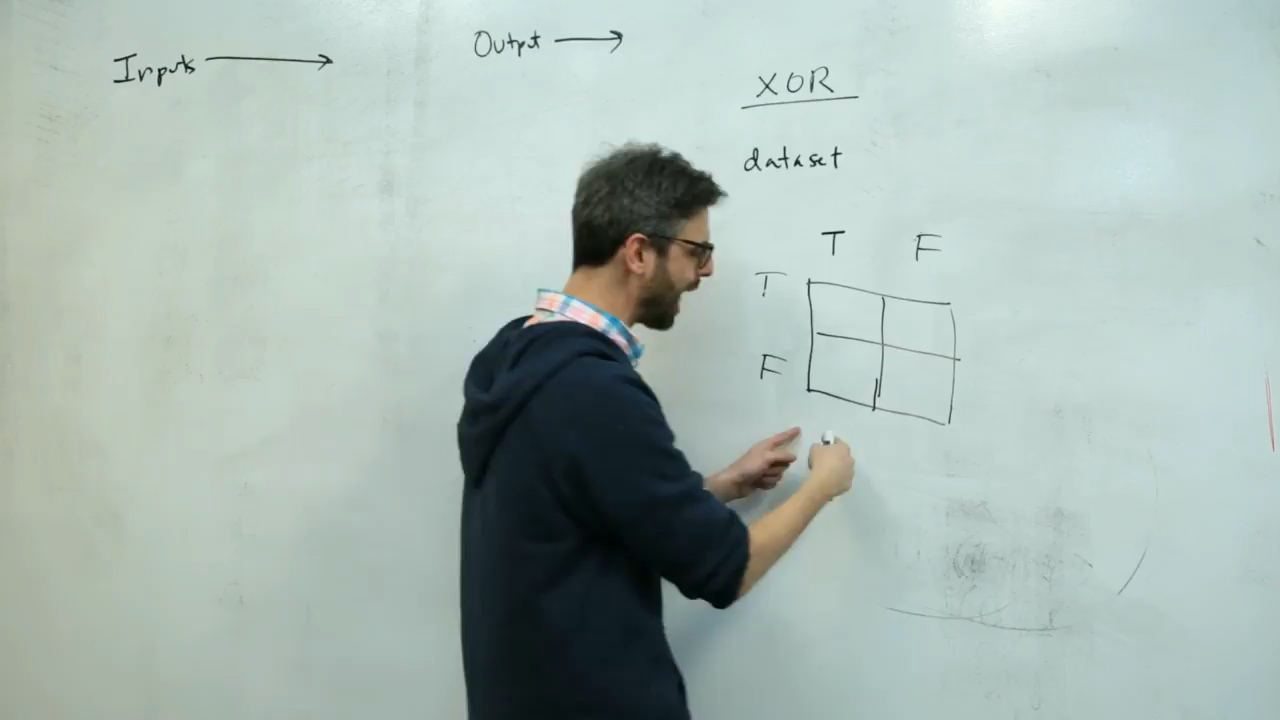 Inputs
Output
XOR
dataset
T F
T
F